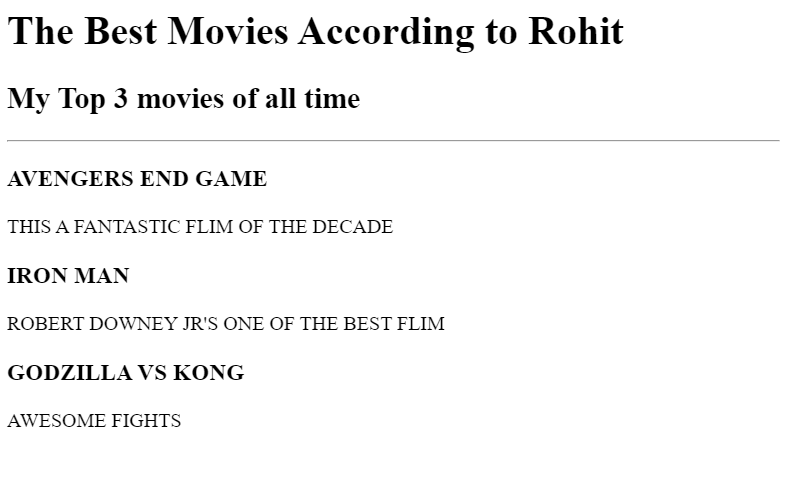 The Best Movies According to Rohit
My Top 3 movies of all time
AVENGERS END GAME
THIS A FANTASTIC FLIM OF THE DECADE
IRON MAN
ROBERT DOWNEY JR'S ONE OF THE BEST FLIM
GODZILLA VS KONG
AWESOME FIGHTS